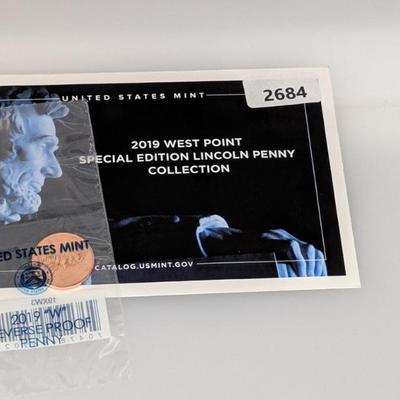 UNITED STATES MINT
2684
2019 WEST POINT
SPECIAL EDITION LINCOLN PENNY
COLLECTION
ED STATES MINT
CATALOG.USMINT.GOV
19XM3
2019 "W"
EVERSE PROOF
PENNY